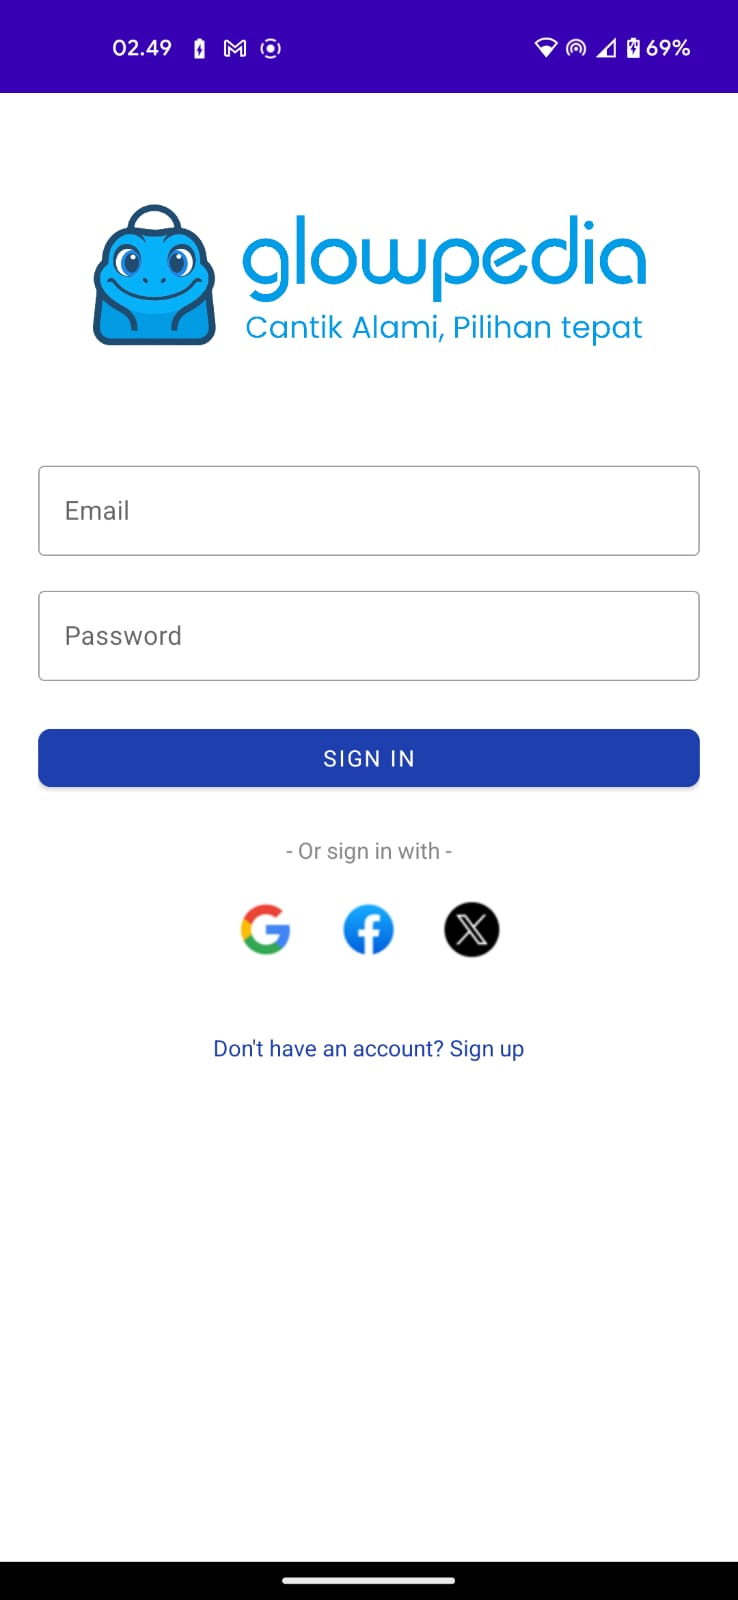 02.49 69%
glowpedia
Cantik Alami, Pilihan tepat
Email
Password
SIGN IN
- Or sign in with -
Don't have an account? Sign up